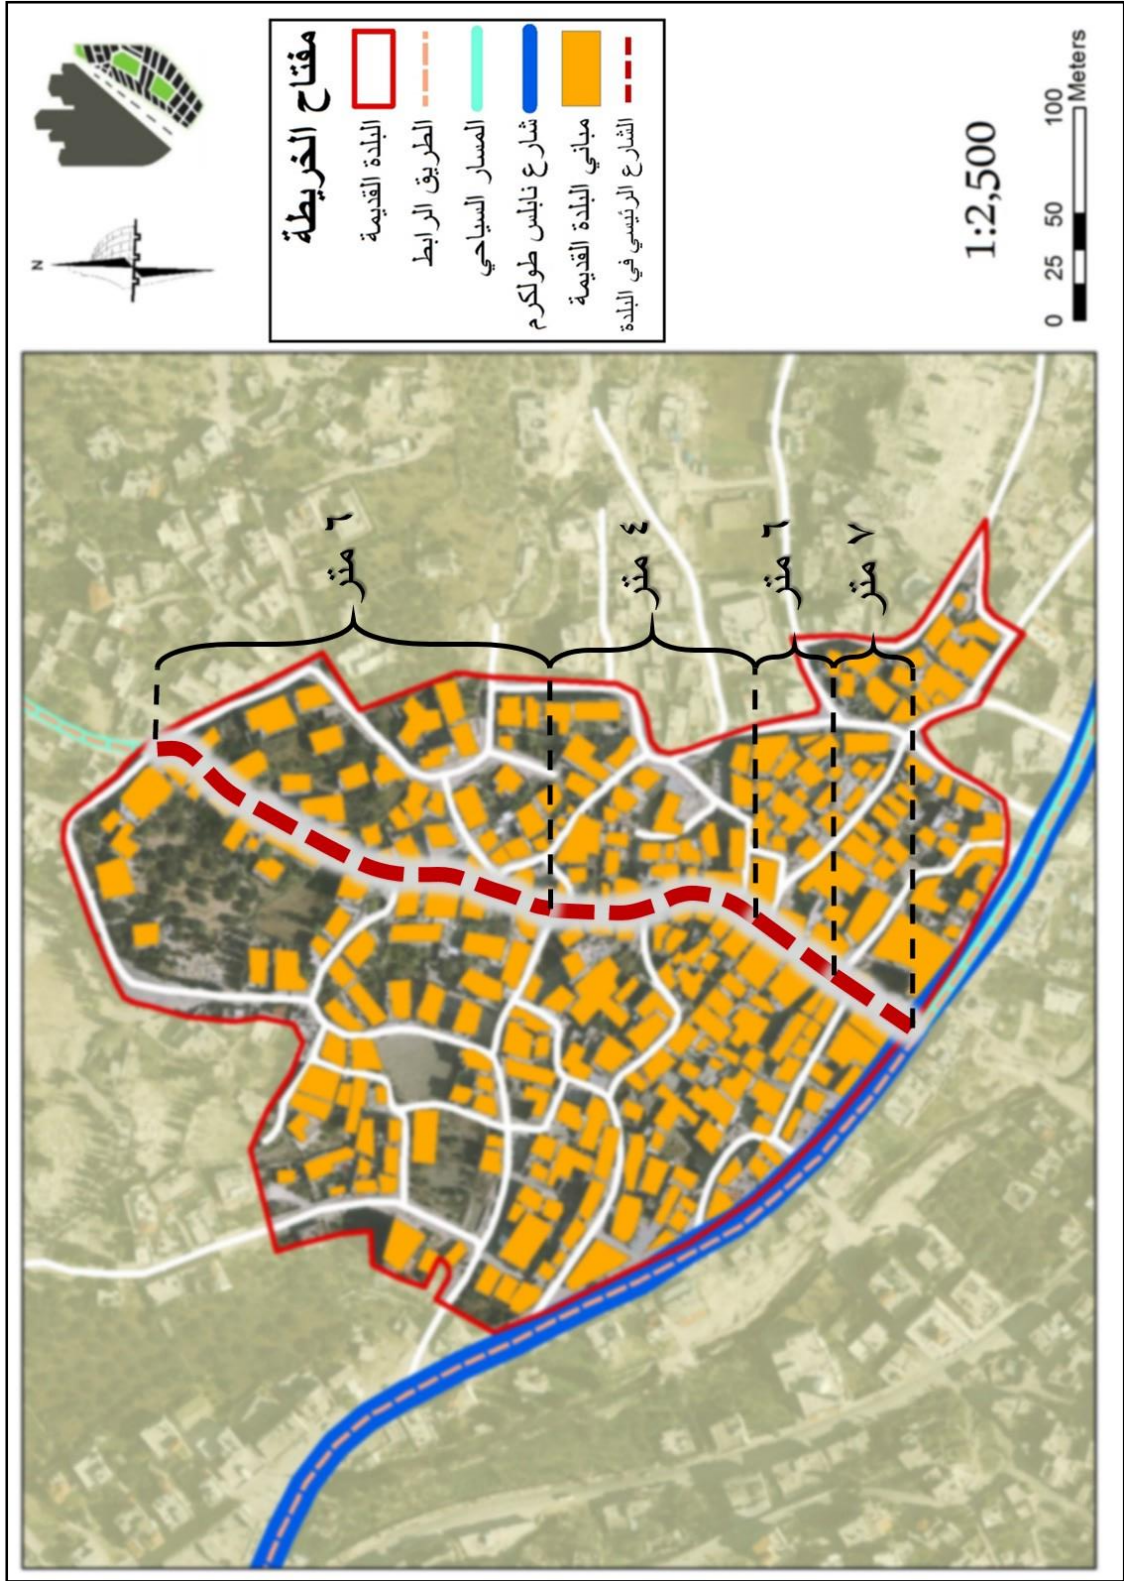 N
مفتاح الخريطة
البلدة القديمة
الطريق الرابط
المسار السياحي
شارع نابلس طولكرم
مباني البلدة القديمة
الشارع الرئيسي في البلدة
1:2,500
0 25 50 100 Meters
٦ متر
٤ متر
٦ متر
٧ متر